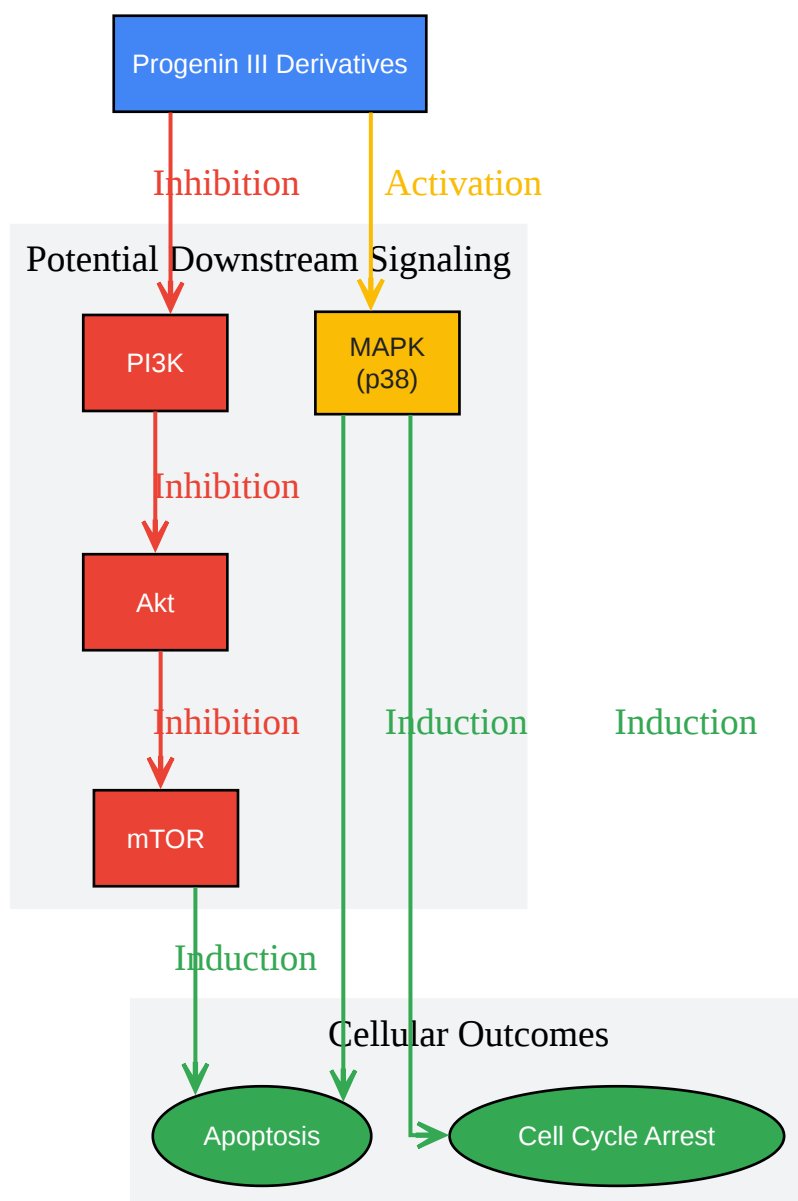 Progenin III Derivatives
Inhibition
Activation
Potential Downstream Signaling
PI3K
MAPK
(p38)
Inhibition
Akt
Inhibition
Induction
Induction
mTOR
Induction
Cellular Outcomes
Apoptosis
Cell Cycle Arrest